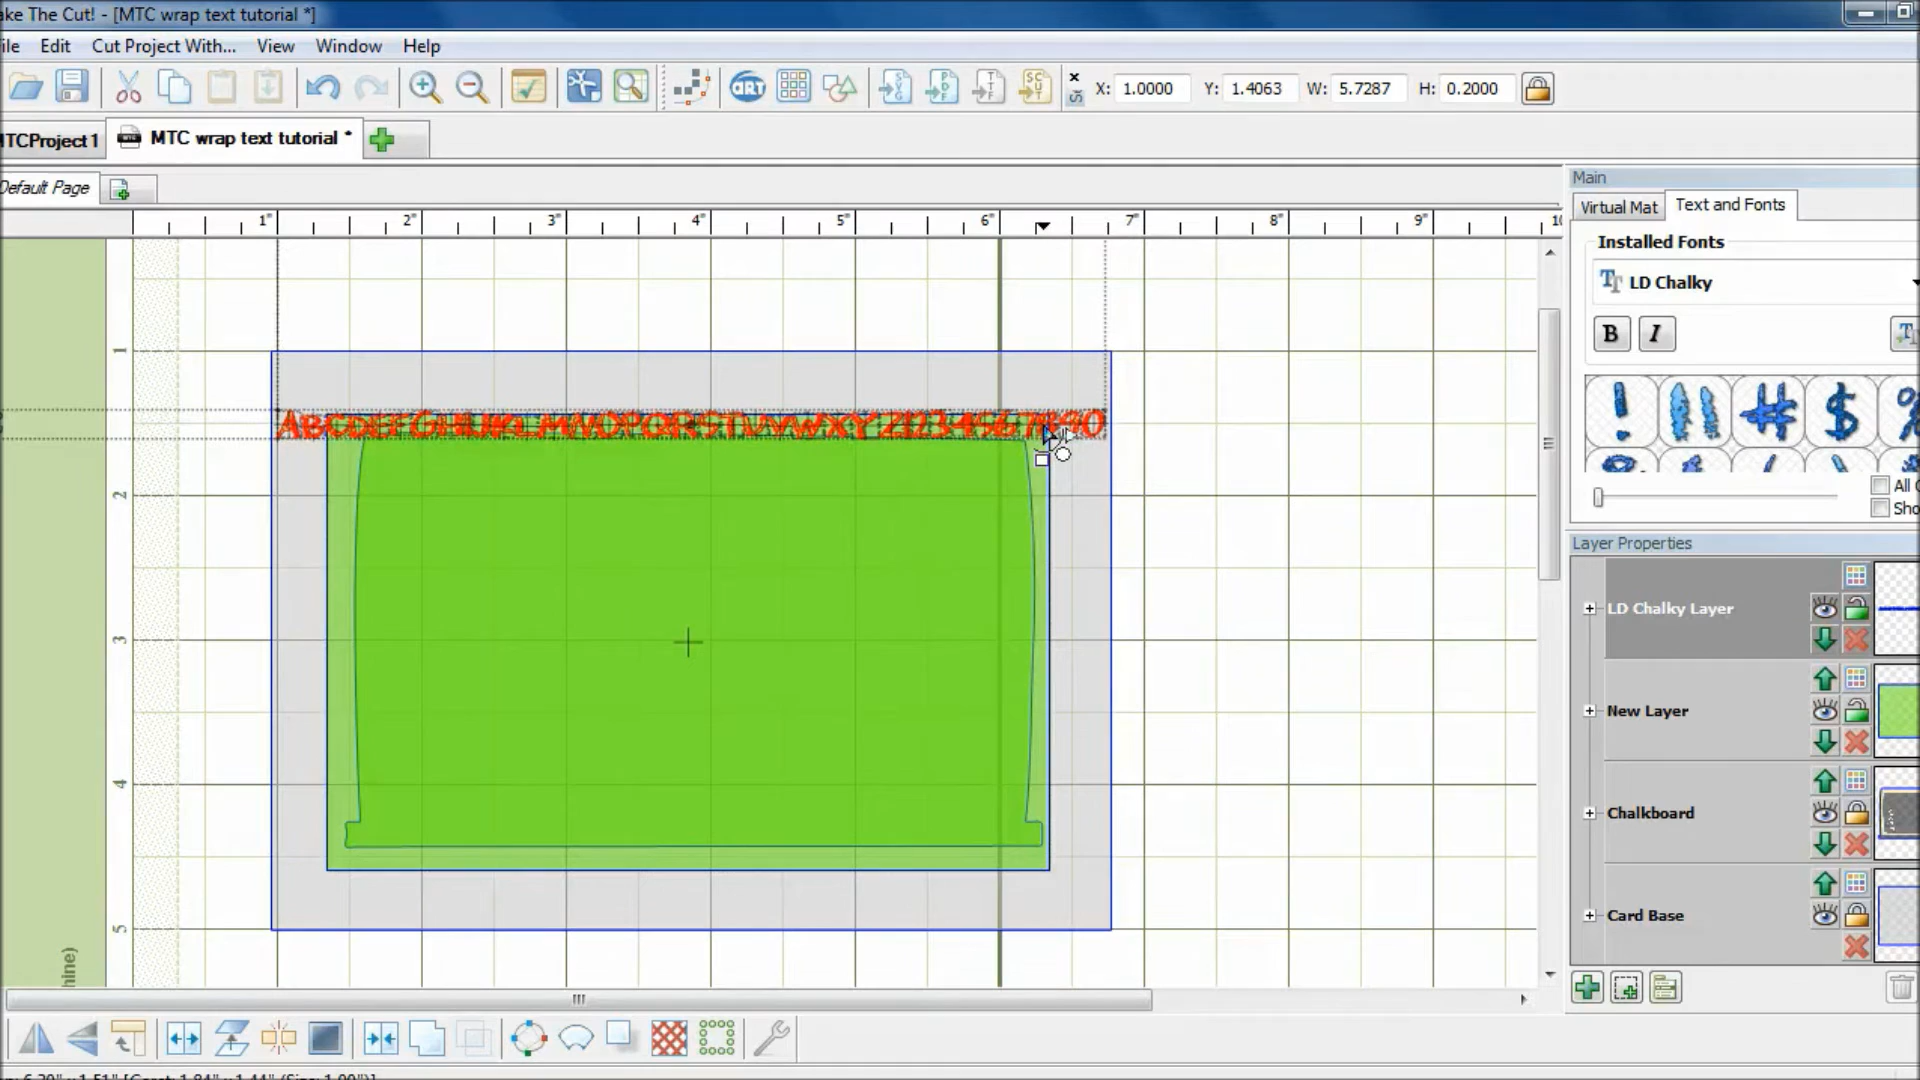 ake The Cut! - [MTC wrap text tutorial *]
ile Edit Cut Project With... View Window Help
X: 1.0000 Y: 1.4063 W: 5.7287 H: 0.2000
MTCProject1 MTC wrap text tutorial *
Default Page
Main
Virtual Mat Text and Fonts
1" 2" 3" 4" 5" 6" 7" 8" 9" 10
Installed Fonts
LD Chalky
B I
! " # $ %
All
Sho
1
ABCDEFGHIJKLMNOPQRSTUVWXYZ1234567890
2
3
4
5
hine)
Layer Properties
LD Chalky Layer
New Layer
Chalkboard
Card Base